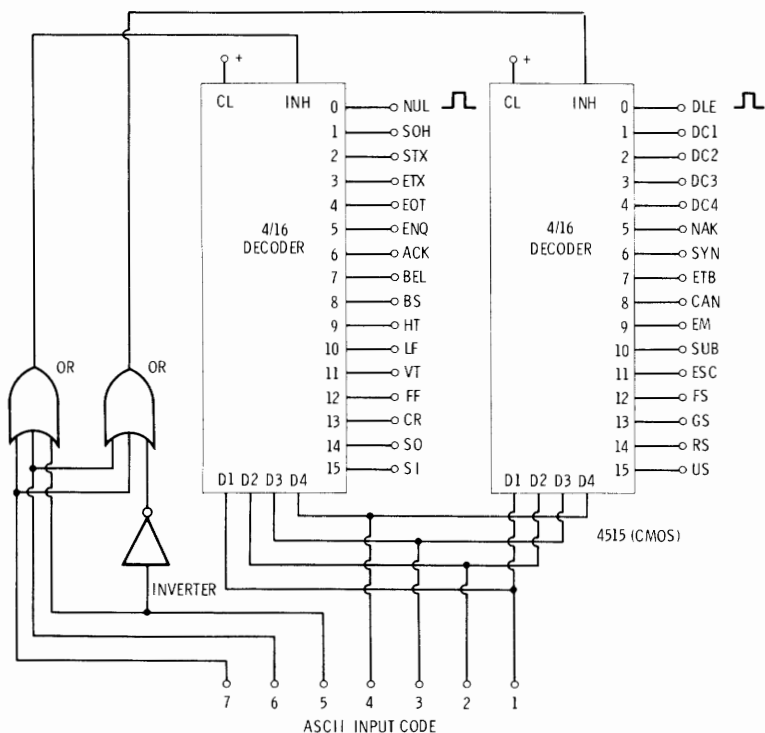 + +
CL INH 0 NUL CL INH 0 DLE
1 SOH 1 DC1
2 STX 2 DC2
3 ETX 3 DC3
4 EOT 4 DC4
4/16 5 ENQ 4/16 5 NAK
DECODER 6 ACK DECODER 6 SYN
7 BEL 7 ETB
8 BS 8 CAN
9 HT 9 EM
10 LF 10 SUB
OR OR 11 VT 11 ESC
12 FF 12 FS
13 CR 13 GS
14 SO 14 RS
D1 D2 D3 D4 15 SI D1 D2 D3 D4 15 US
4515 (CMOS)
INVERTER
7 6 5 4 3 2 1
ASCII INPUT CODE